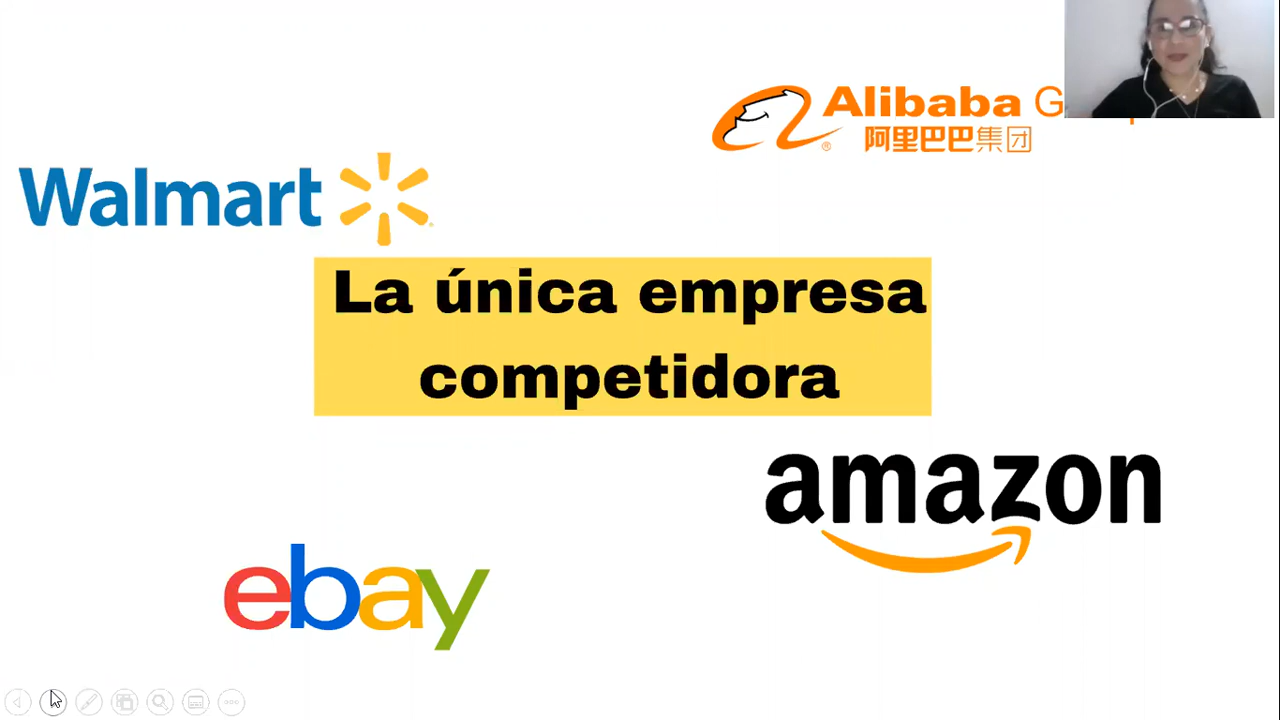 Alibaba G
阿里巴巴集团
Walmart
La única empresa
competidora
amazon
ebay